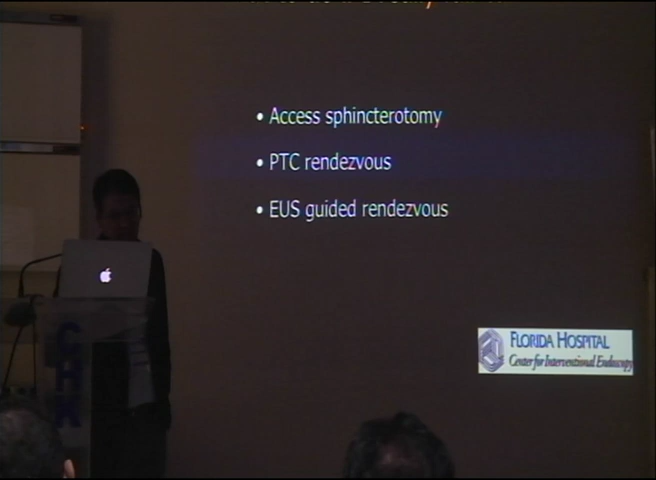 • Access sphincterotomy
• PTC rendezvous
• EUS guided rendezvous
FLORIDA HOSPITAL
Center for Interventional Endoscopy